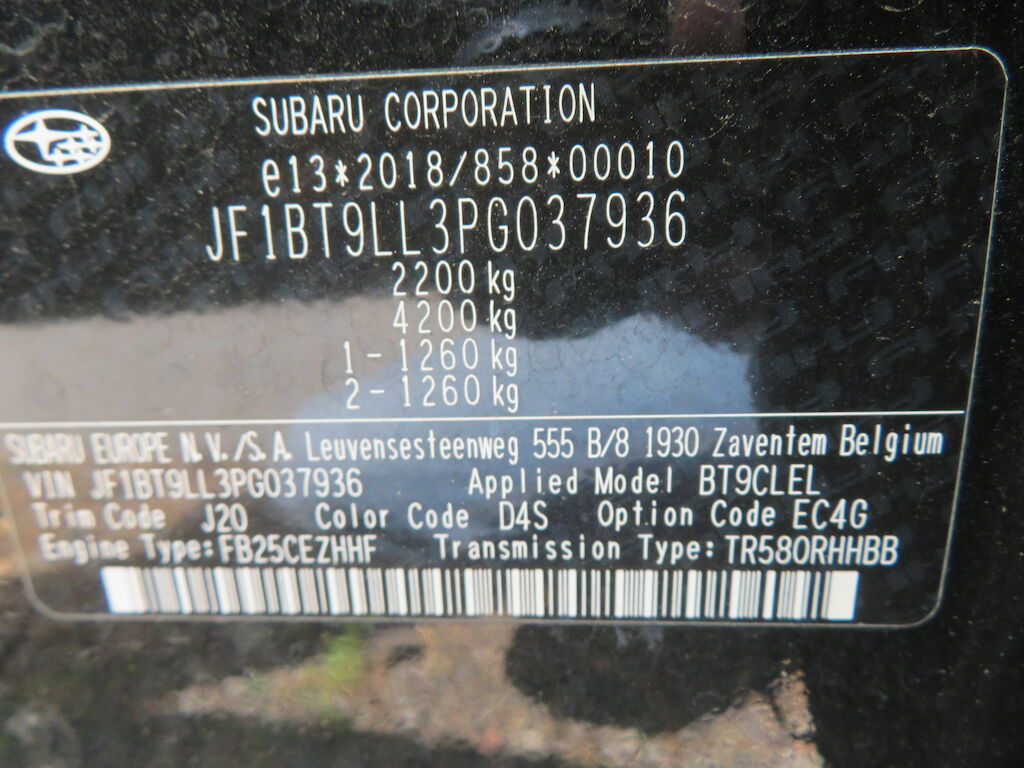 SUBARU CORPORATION
e13*2018/858*00010
JF1BT9LL3PG037936
2200 kg
4200 kg
1 - 1260 kg
2 - 1260 kg
SUBARU EUROPE N.V./S.A. Leuvensesteenweg 555 B/8 1930 Zaventem Belgium
VIN JF1BT9LL3PG037936 Applied Model BT9CLEL
Trim Code J20 Color Code D4S Option Code EC4G
Engine Type: FB25CEZHHF Transmission Type: TR580RHHBB